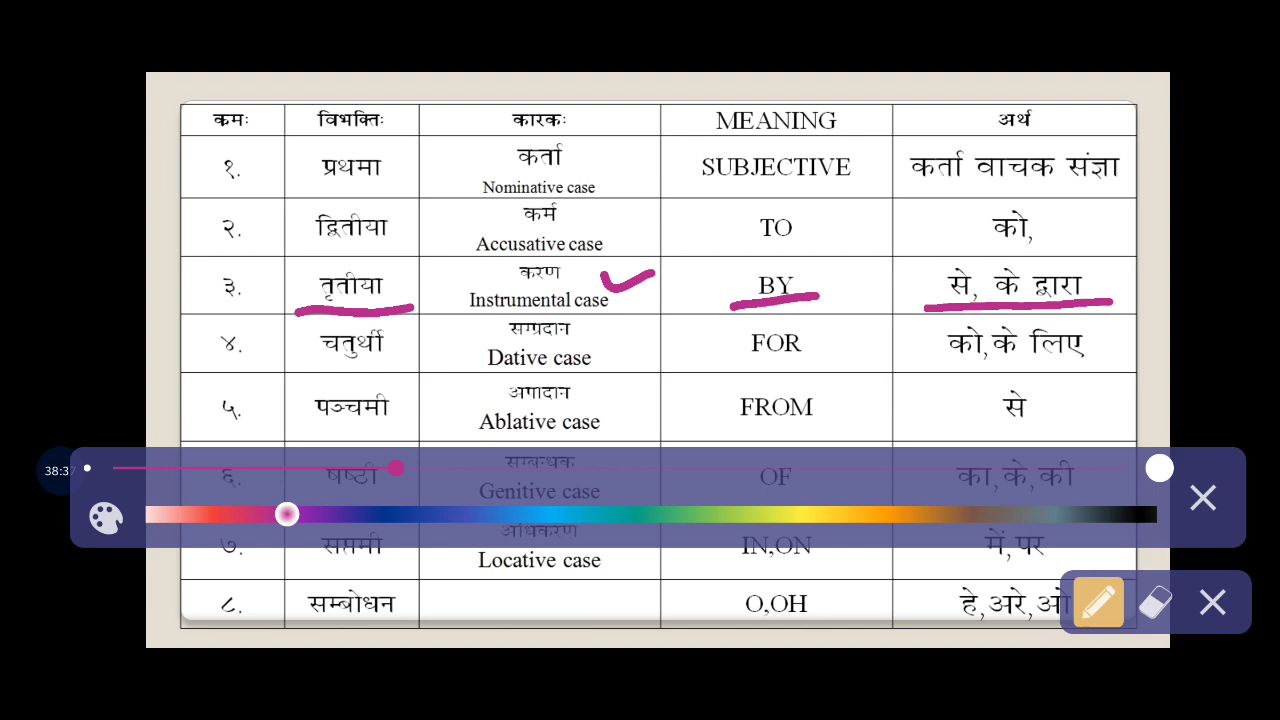 कमः विभक्तिः कारकः MEANING अर्थ
१. प्रथमा कर्ता SUBJECTIVE कर्ता वाचक संज्ञा
Nominative case
२. द्वितीया कर्म TO को,
Accusative case
३. तृतीया करण BY से, के द्वारा
Instrumental case
४. चतुर्थी सम्प्रदान FOR को,के लिए
Dative case
५. पञ्चमी अपादान FROM से
Ablative case
38:37
६. षष्ठी सम्बन्धक OF का,के,की
Genitive case
७. सप्तमी अधिकरण IN,ON में,पर
Locative case
८. सम्बोधन O,OH हे,अरे,ओ